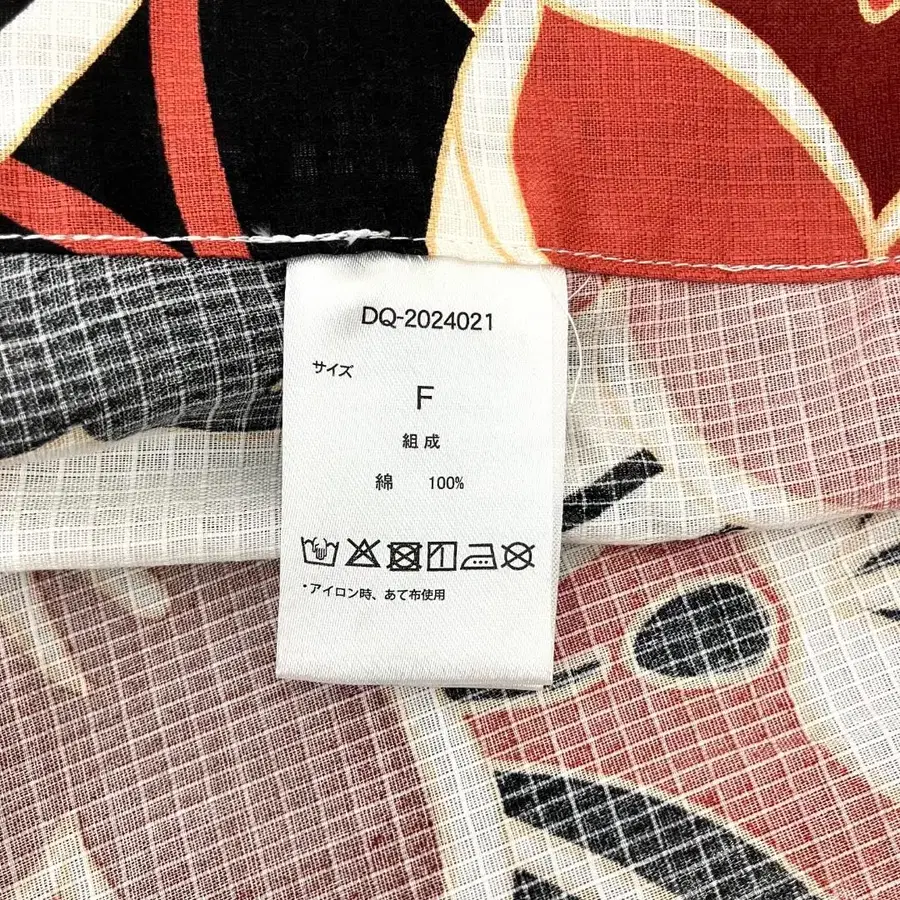 DQ-2024021
サイズ
F
組成
綿 100%
・アイロン時、あて布使用